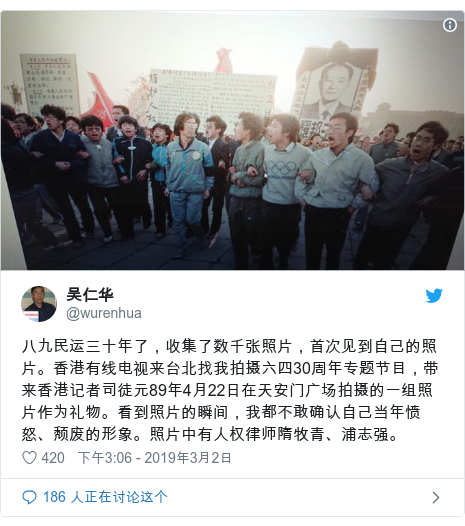 吴仁华
@wurenhua
八九民运三十年了，收集了数千张照片，首次见到自己的照
片。香港有线电视来台北找我拍摄六四30周年专题节目，带
来香港记者司徒元89年4月22日在天安门广场拍摄的一组照
片作为礼物。看到照片的瞬间，我都不敢确认自己当年愤
怒、颓废的形象。照片中有人权律师隋牧青、浦志强。
420 下午3:06 - 2019年3月2日
186 人正在讨论这个